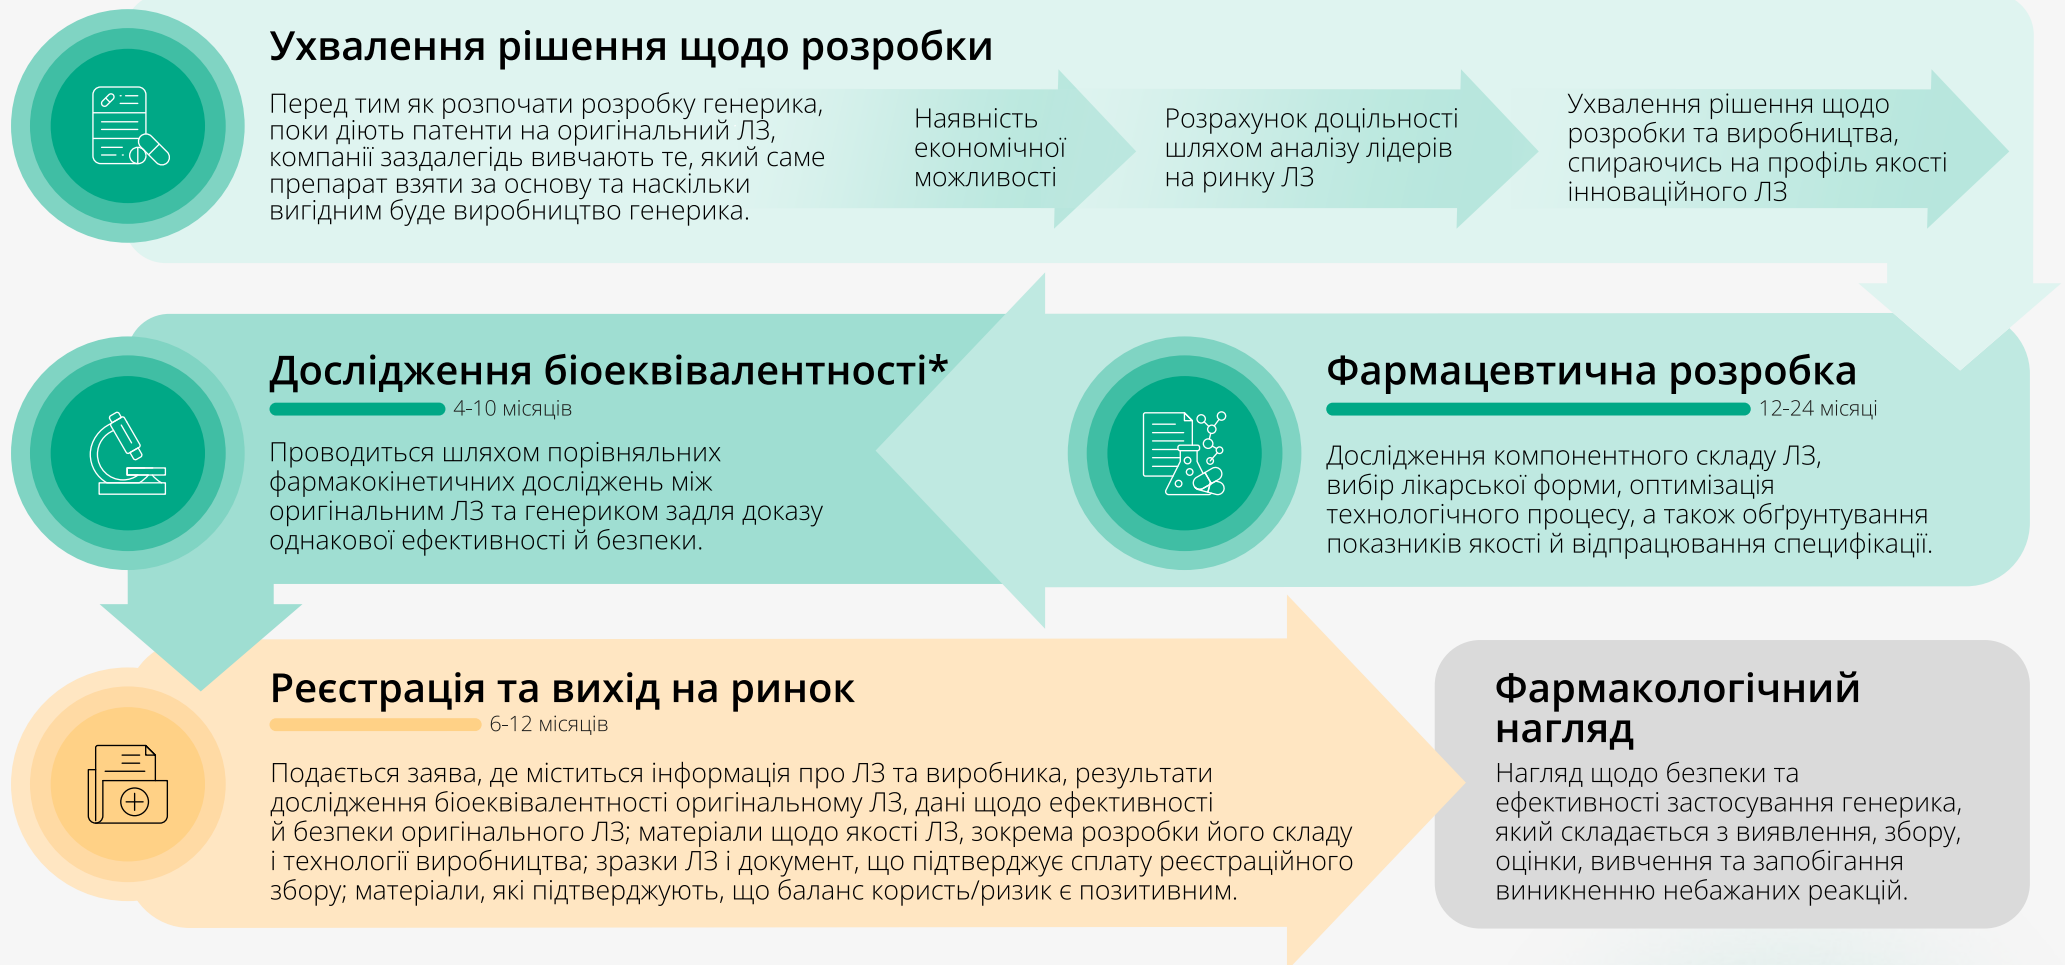 Ухвалення рішення щодо розробки
Перед тим як розпочати розробку генерика,
поки діють патенти на оригінальний ЛЗ,
компанії заздалегідь вивчають те, який саме
препарат взяти за основу та наскільки
вигідним буде виробництво генерика.
Наявність
економічної
можливості
Розрахунок доцільності
шляхом аналізу лідерів
на ринку ЛЗ
Ухвалення рішення щодо
розробки та виробництва,
спираючись на профіль якості
інноваційного ЛЗ
Фармацевтична розробка
12-24 місяці
Дослідження компонентного складу ЛЗ,
вибір лікарської форми, оптимізація
технологічного процесу, а також обґрунтування
показників якості й відпрацювання специфікації.
Дослідження біоеквівалентності*
4-10 місяців
Проводиться шляхом порівняльних
фармакокінетичних досліджень між
оригінальним ЛЗ та генериком задля доказу
однакової ефективності й безпеки.
Реєстрація та вихід на ринок
6-12 місяців
Подається заява, де міститься інформація про ЛЗ та виробника, результати
дослідження біоеквівалентності оригінальному ЛЗ, дані щодо ефективності
й безпеки оригінального ЛЗ; матеріали щодо якості ЛЗ, зокрема розробки його складу
і технології виробництва; зразки ЛЗ і документ, що підтверджує сплату реєстраційного
збору; матеріали, які підтверджують, що баланс користь/ризик є позитивним.
Фармакологічний
нагляд
Нагляд щодо безпеки та
ефективності застосування генерика,
який складається з виявлення, збору,
оцінки, вивчення та запобігання
виникненню небажаних реакцій.